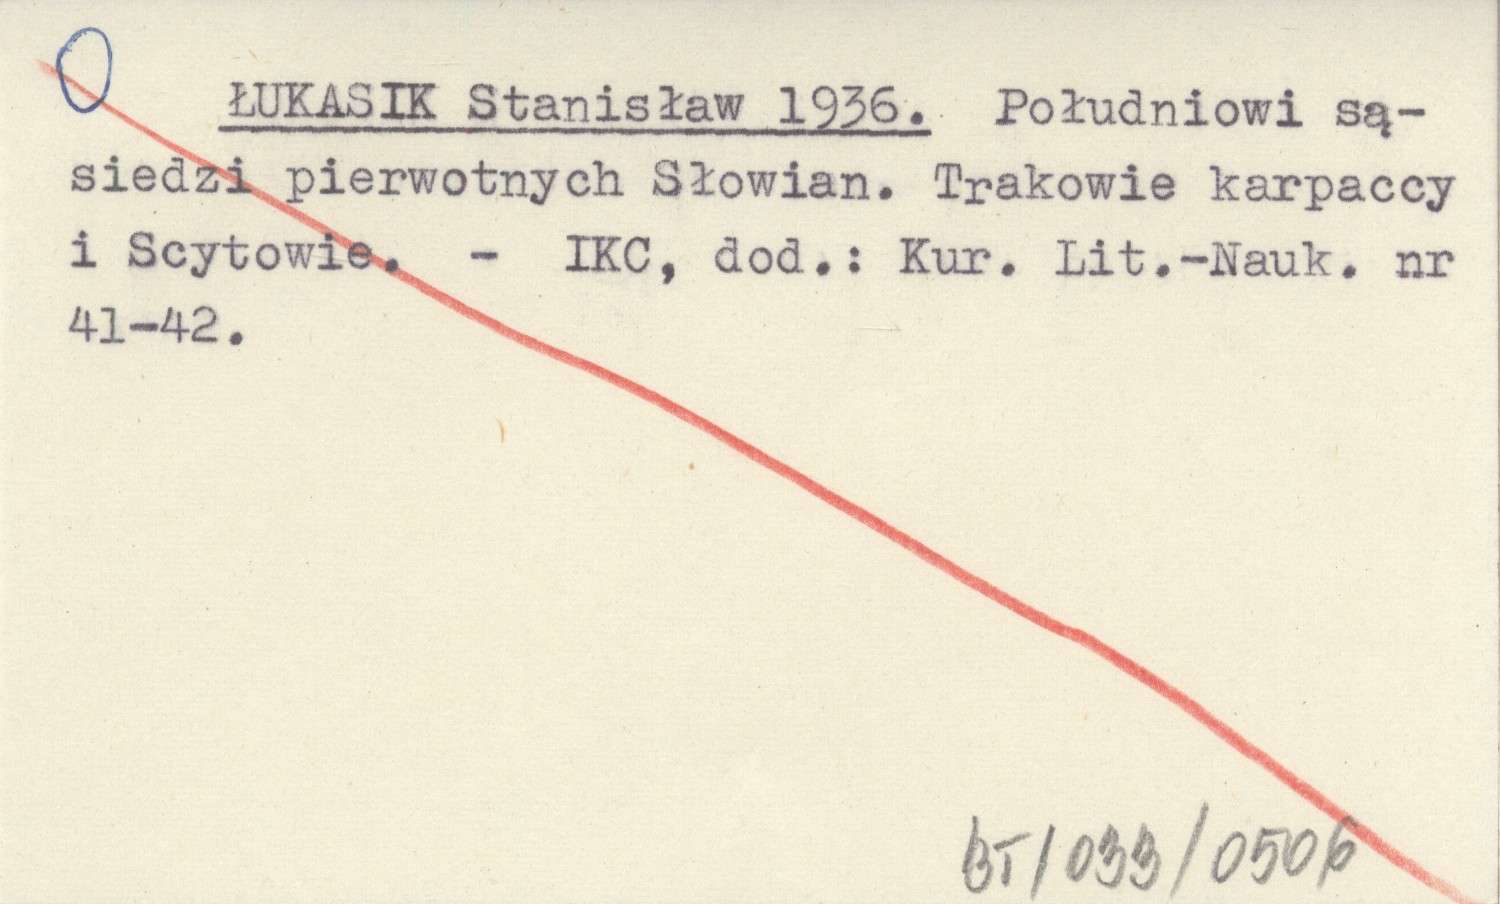 ŁUKASIK Stanisław 1936. Południowi są-
siedzi pierwotnych Słowian. Trakowie karpaccy
i Scytowie. - IKC, dod.: Kur. Lit.-Nauk. nr
41-42.
BT/033/0506